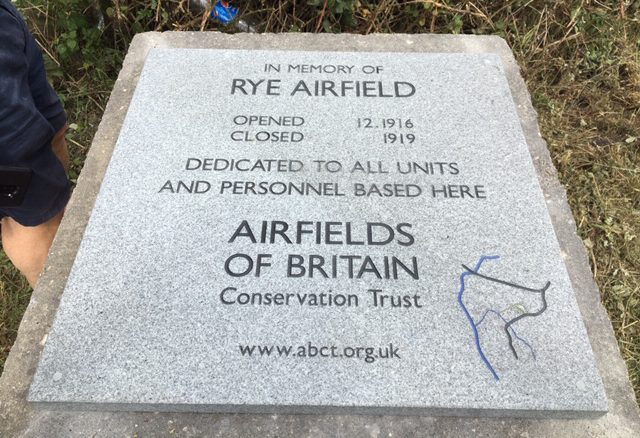 IN MEMORY OF
RYE AIRFIELD
OPENED 12.1916
CLOSED 1919
DEDICATED TO ALL UNITS
AND PERSONNEL BASED HERE
AIRFIELDS
OF BRITAIN
Conservation Trust
www.abct.org.uk